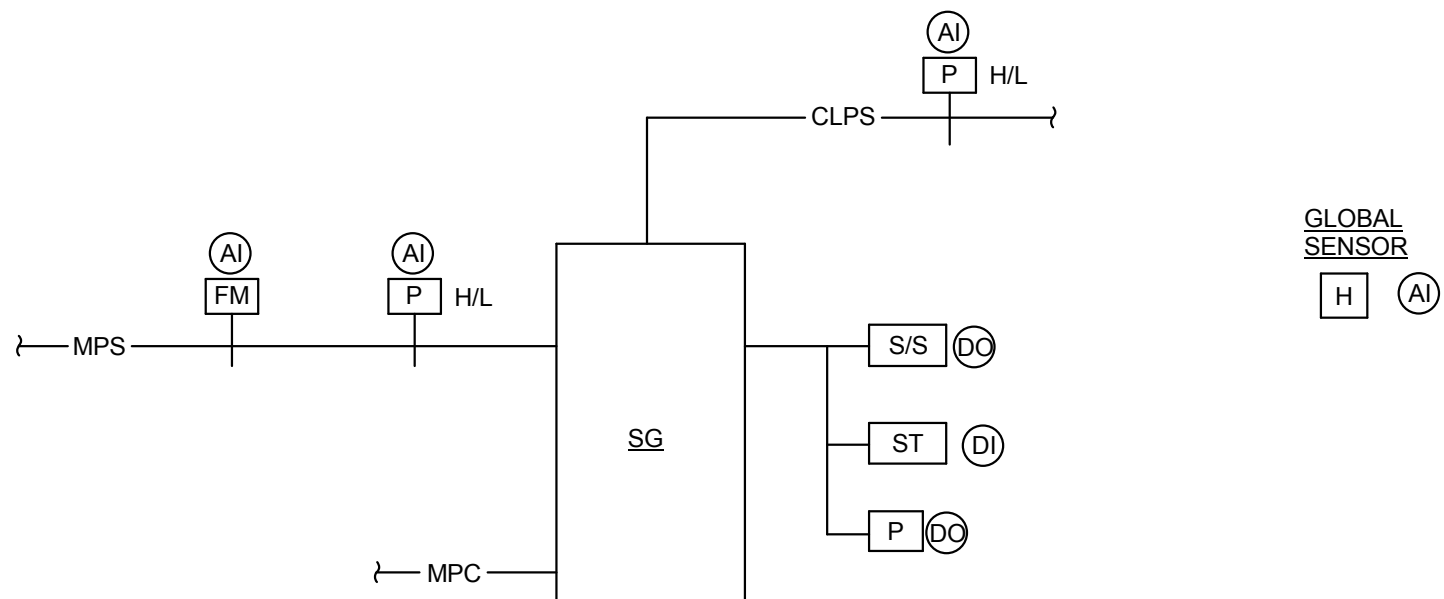 AI
P H/L
CLPS
GLOBAL
SENSOR
H AI
AI
FM
AI
P H/L
MPS
S/S DO
SG
ST DI
P DO
MPC